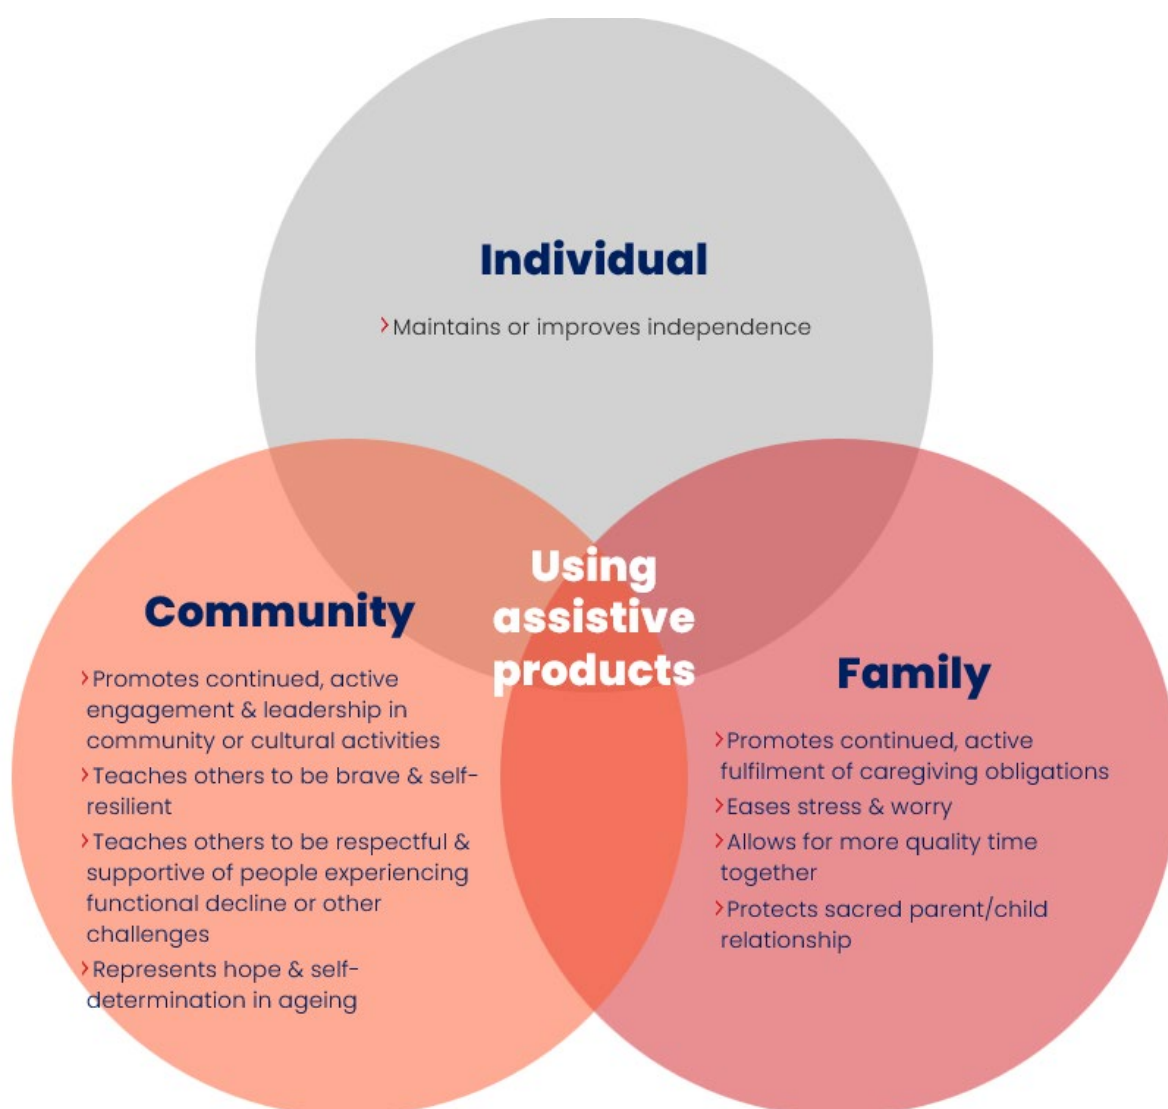 Individual
›Maintains or improves independence
Using
assistive
products
Community
›Promotes continued, active
engagement & leadership in
community or cultural activities
›Teaches others to be brave & self-
resilient
›Teaches others to be respectful &
supportive of people experiencing
functional decline or other
challenges
›Represents hope & self-
determination in ageing
Family
›Promotes continued, active
fulfilment of caregiving obligations
›Eases stress & worry
›Allows for more quality time
together
›Protects sacred parent/child
relationship